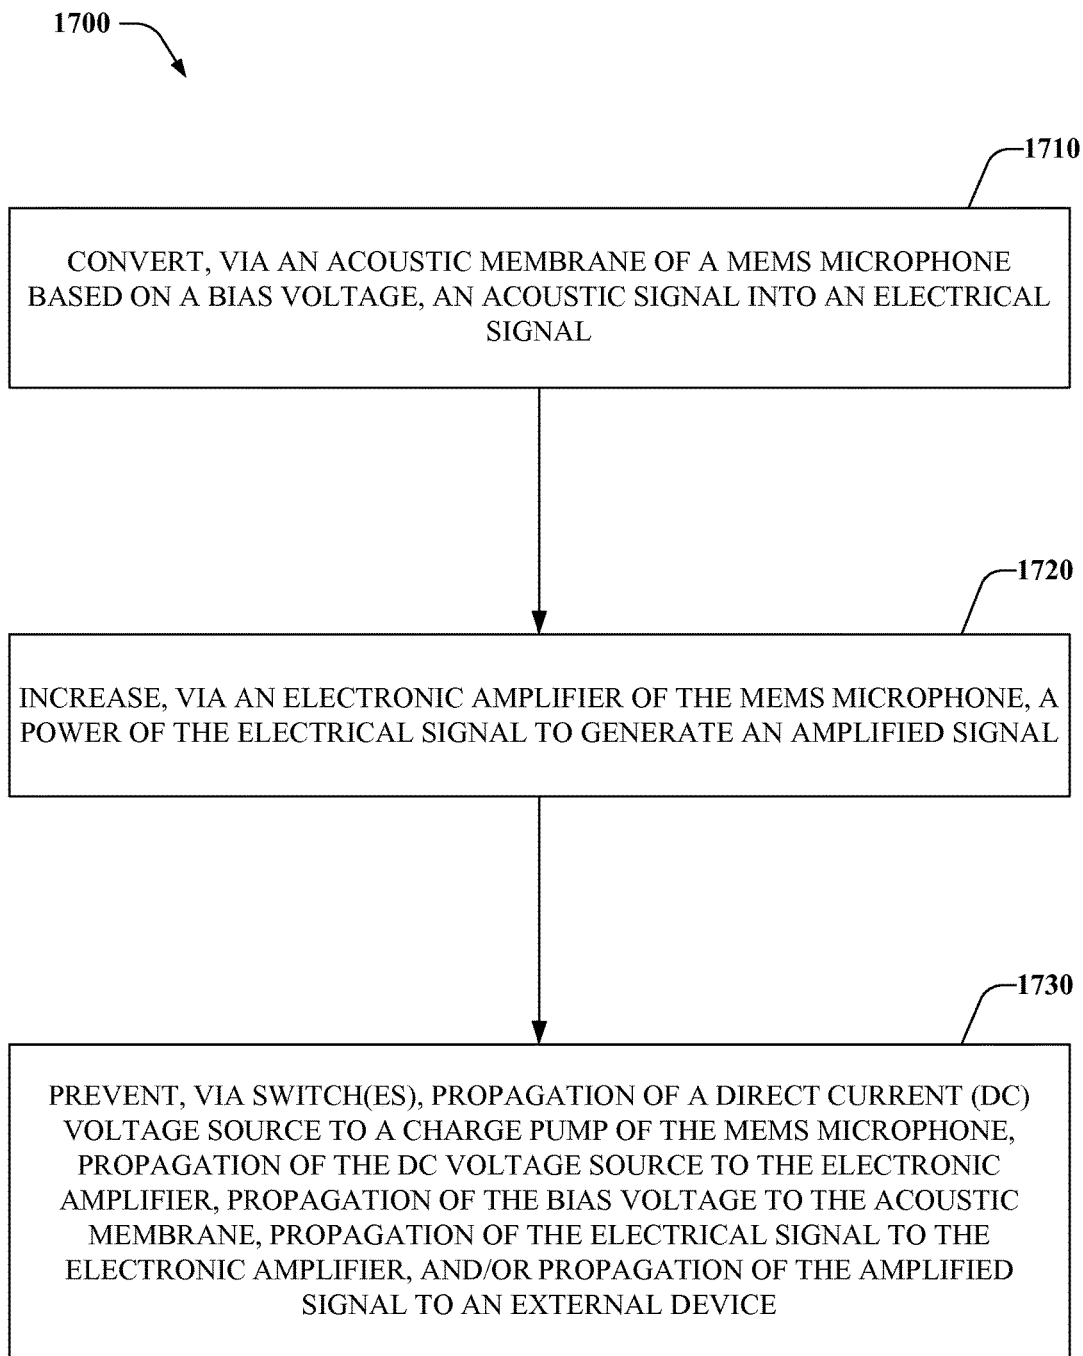 1700
1710
CONVERT, VIA AN ACOUSTIC MEMBRANE OF A MEMS MICROPHONE
BASED ON A BIAS VOLTAGE, AN ACOUSTIC SIGNAL INTO AN ELECTRICAL
SIGNAL
1720
INCREASE, VIA AN ELECTRONIC AMPLIFIER OF THE MEMS MICROPHONE, A
POWER OF THE ELECTRICAL SIGNAL TO GENERATE AN AMPLIFIED SIGNAL
1730
PREVENT, VIA SWITCH(ES), PROPAGATION OF A DIRECT CURRENT (DC)
VOLTAGE SOURCE TO A CHARGE PUMP OF THE MEMS MICROPHONE,
PROPAGATION OF THE DC VOLTAGE SOURCE TO THE ELECTRONIC
AMPLIFIER, PROPAGATION OF THE BIAS VOLTAGE TO THE ACOUSTIC
MEMBRANE, PROPAGATION OF THE ELECTRICAL SIGNAL TO THE
ELECTRONIC AMPLIFIER, AND/OR PROPAGATION OF THE AMPLIFIED
SIGNAL TO AN EXTERNAL DEVICE